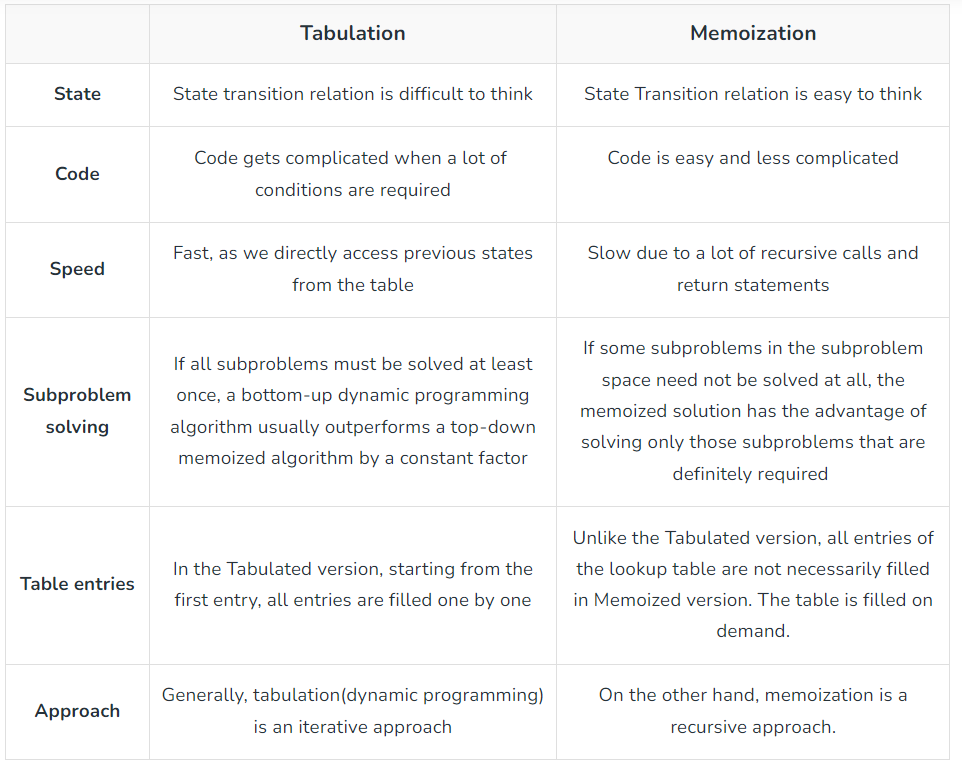 Tabulation
Memoization
State
State transition relation is difficult to think
State Transition relation is easy to think
Code
Code gets complicated when a lot of
conditions are required
Code is easy and less complicated
Speed
Fast, as we directly access previous states
from the table
Slow due to a lot of recursive calls and
return statements
Subproblem
solving
If all subproblems must be solved at least
once, a bottom-up dynamic programming
algorithm usually outperforms a top-down
memoized algorithm by a constant factor
If some subproblems in the subproblem
space need not be solved at all, the
memoized solution has the advantage of
solving only those subproblems that are
definitely required
Table entries
In the Tabulated version, starting from the
first entry, all entries are filled one by one
Unlike the Tabulated version, all entries of
the lookup table are not necessarily filled
in Memoized version. The table is filled on
demand.
Approach
Generally, tabulation(dynamic programming)
is an iterative approach
On the other hand, memoization is a
recursive approach.